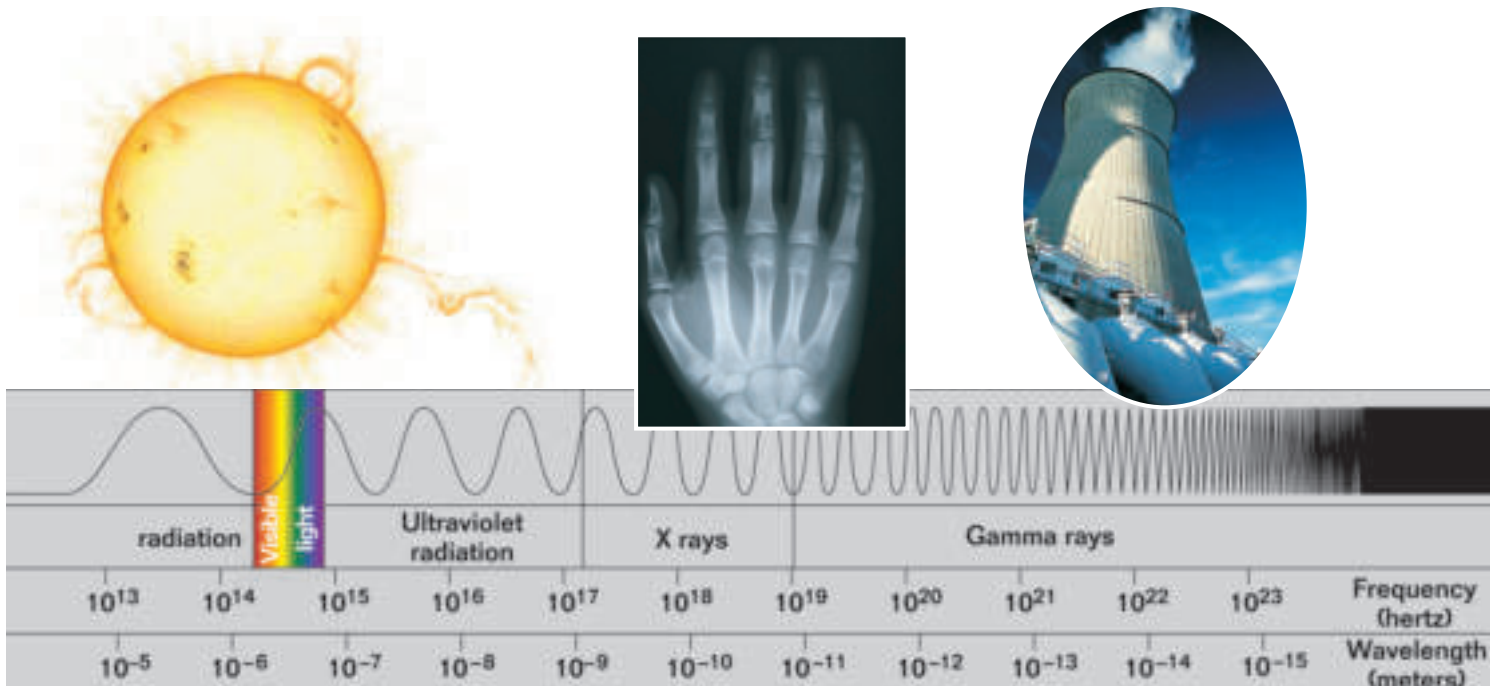 radiation
Visible
light
Ultraviolet
radiation
X rays
Gamma rays
10¹³ 10¹⁴ 10¹⁵ 10¹⁶ 10¹⁷ 10¹⁸ 10¹⁹ 10²⁰ 10²¹ 10²² 10²³ Frequency
(hertz)
10⁻⁵ 10⁻⁶ 10⁻⁷ 10⁻⁸ 10⁻⁹ 10⁻¹⁰ 10⁻¹¹ 10⁻¹² 10⁻¹³ 10⁻¹⁴ 10⁻¹⁵ Wavelength
(meters)